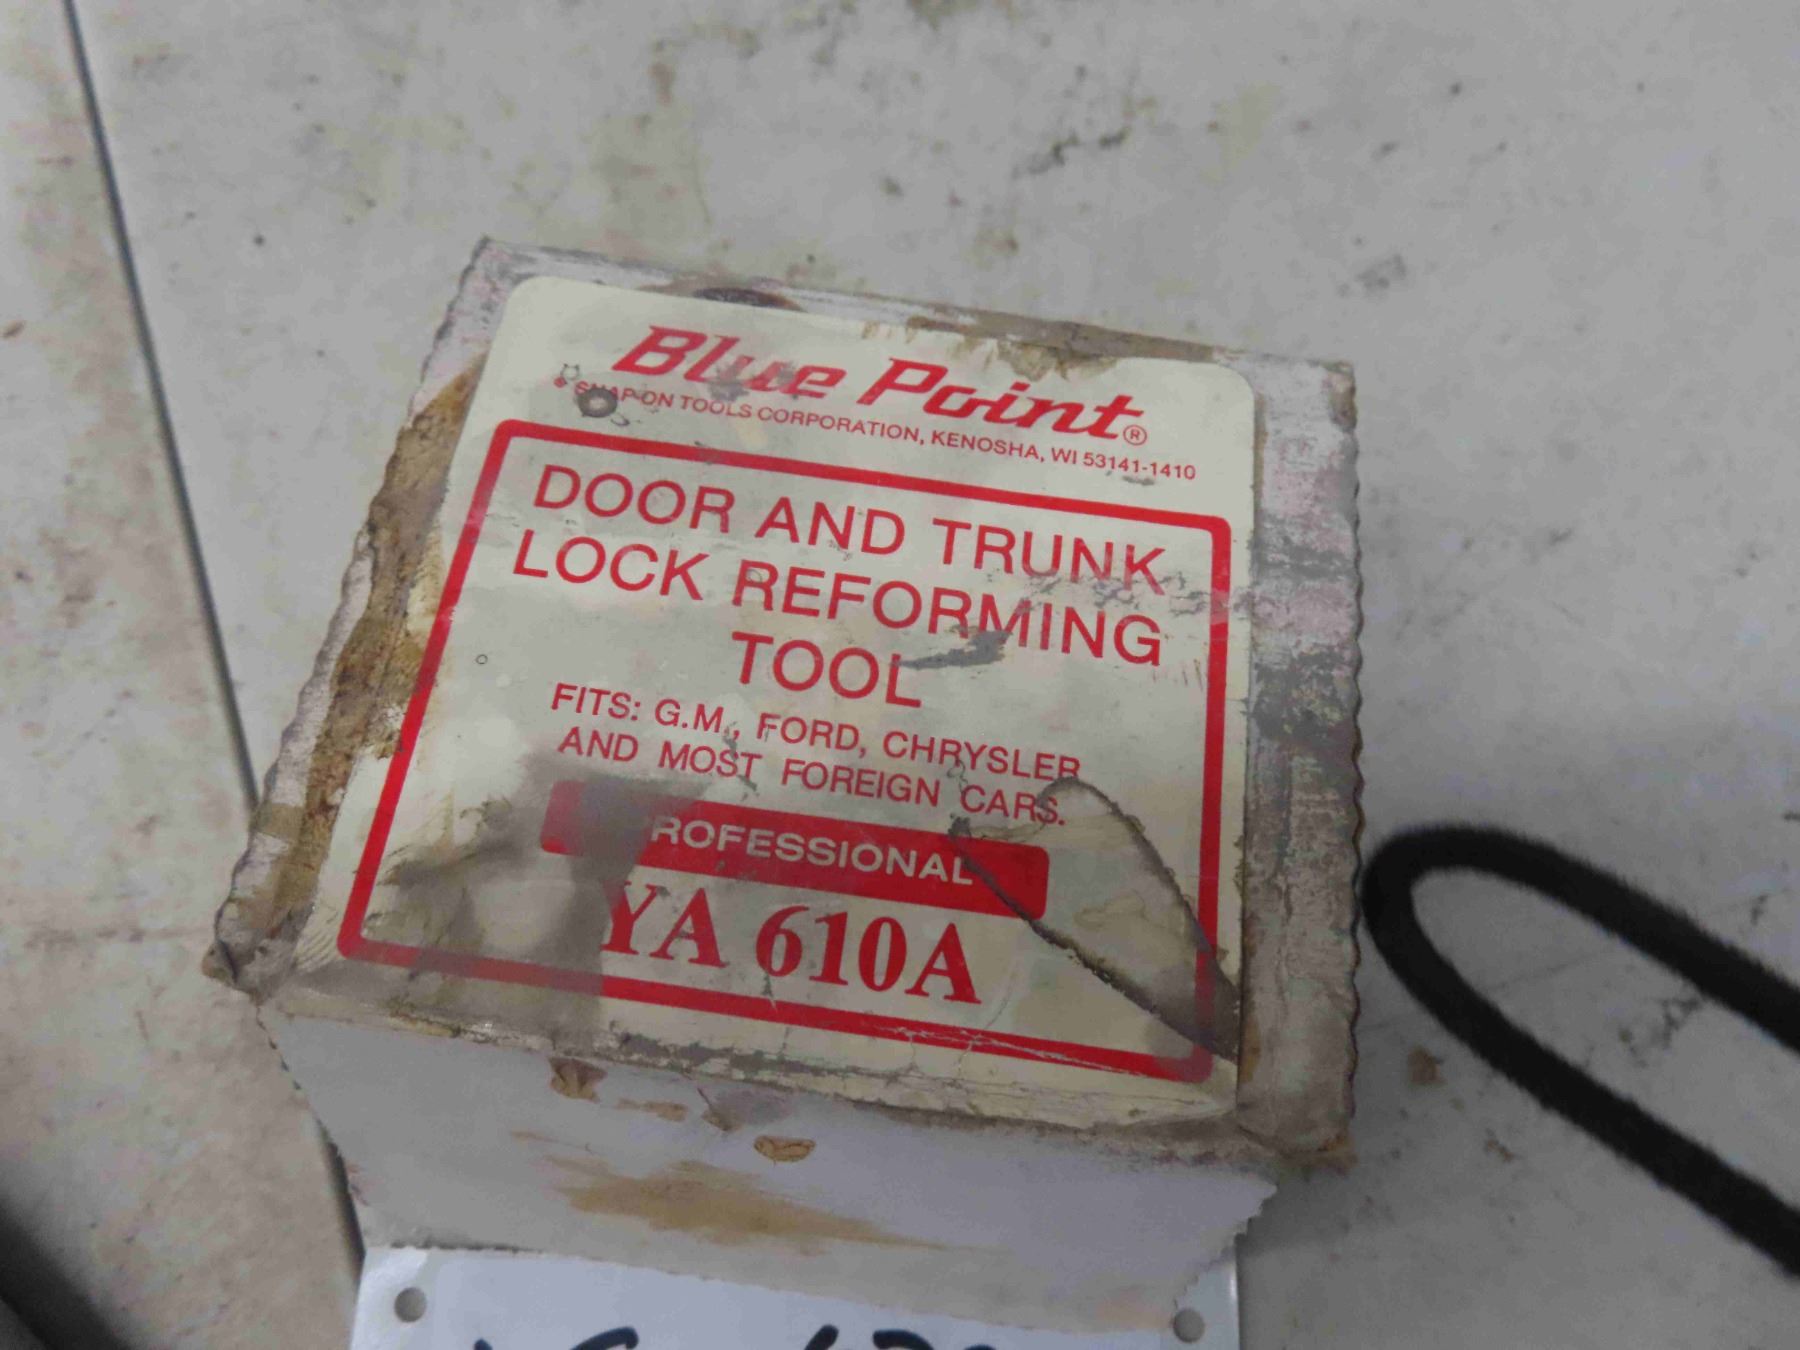 Blue Point®
SNAP-ON TOOLS CORPORATION, KENOSHA, WI 53141-1410
DOOR AND TRUNK
LOCK REFORMING
TOOL
FITS: G.M., FORD, CHRYSLER
AND MOST FOREIGN CARS.
PROFESSIONAL
YA 610A